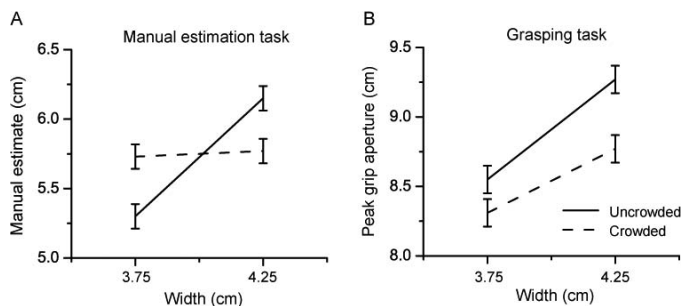 A
Manual estimation task
Manual estimate (cm)
6.5
6.0
5.5
5.0
3.75
4.25
Width (cm)
B
Grasping task
Peak grip aperture (cm)
9.5
9.0
8.5
8.0
3.75
4.25
Width (cm)
Uncrowded
Crowded